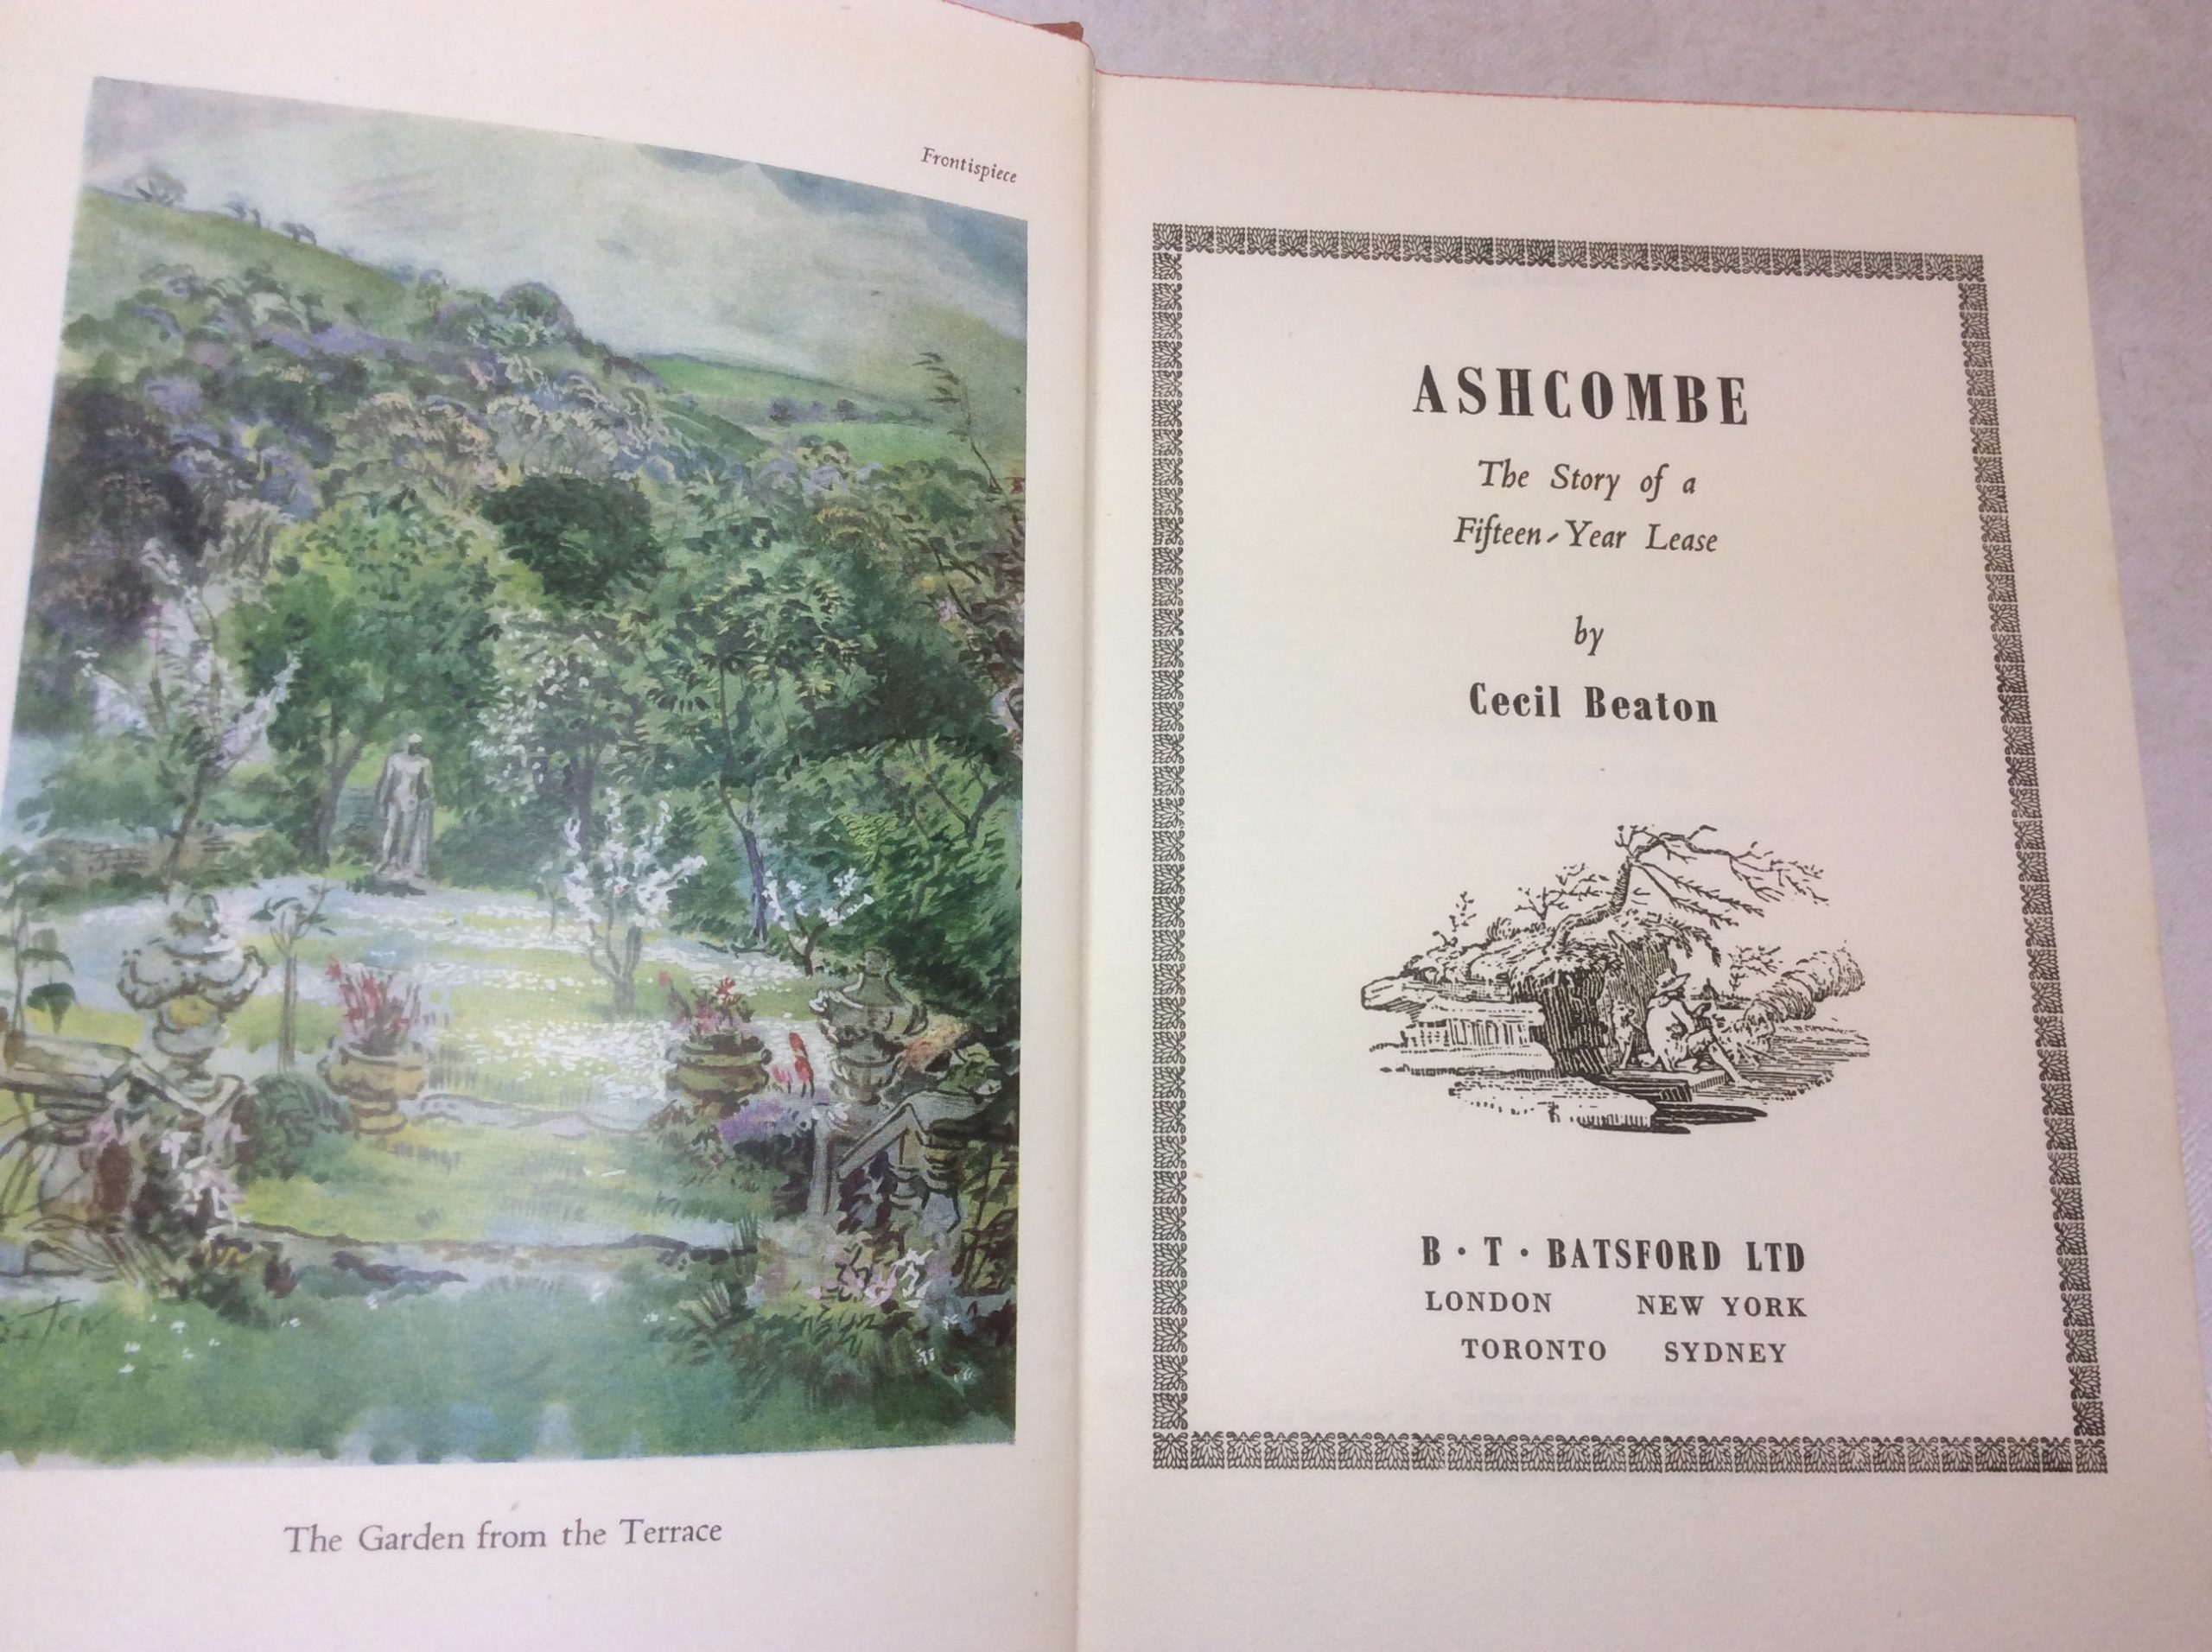 Frontispiece
The Garden from the Terrace
ASHCOMBE
The Story of a
Fifteen-Year Lease
by
Cecil Beaton
B · T · BATSFORD LTD
LONDON NEW YORK
TORONTO SYDNEY